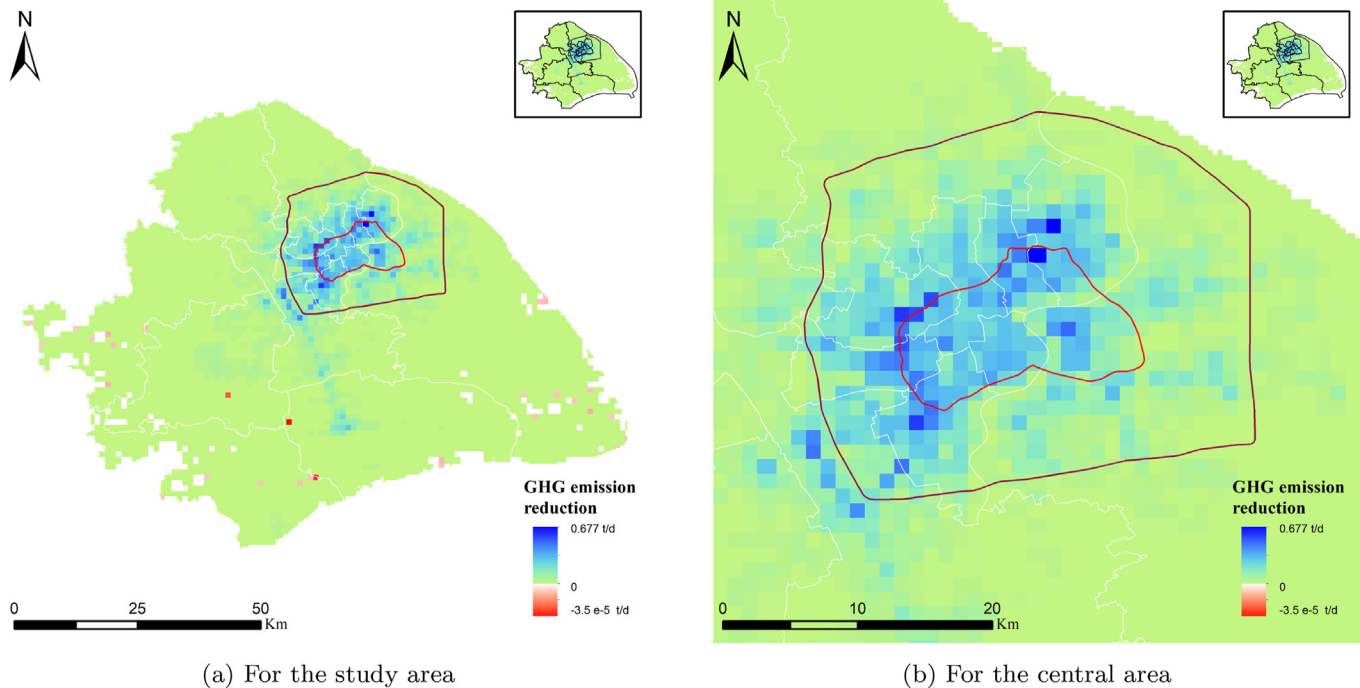 N
GHG emission
reduction
0.677 t/d
0
-3.5 e-5 t/d
0 25 50
Km
(a) For the study area
N
GHG emission
reduction
0.677 t/d
0
-3.5 e-5 t/d
0 10 20
Km
(b) For the central area